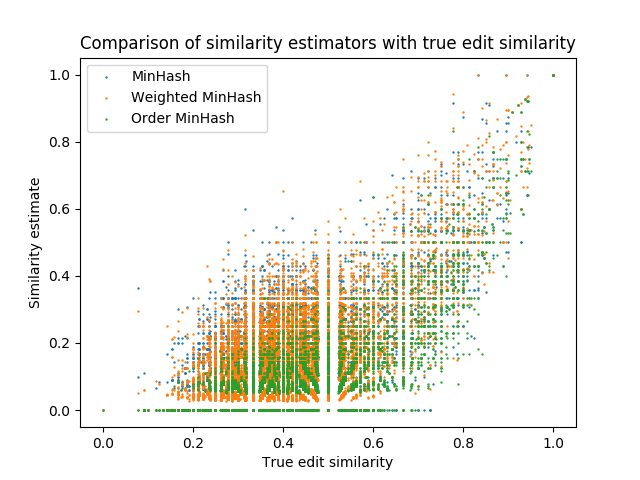 Comparison of similarity estimators with true edit similarity
MinHash
Weighted MinHash
Order MinHash
1.0
0.8
0.6
0.4
0.2
0.0
Similarity estimate
0.0 0.2 0.4 0.6 0.8 1.0
True edit similarity